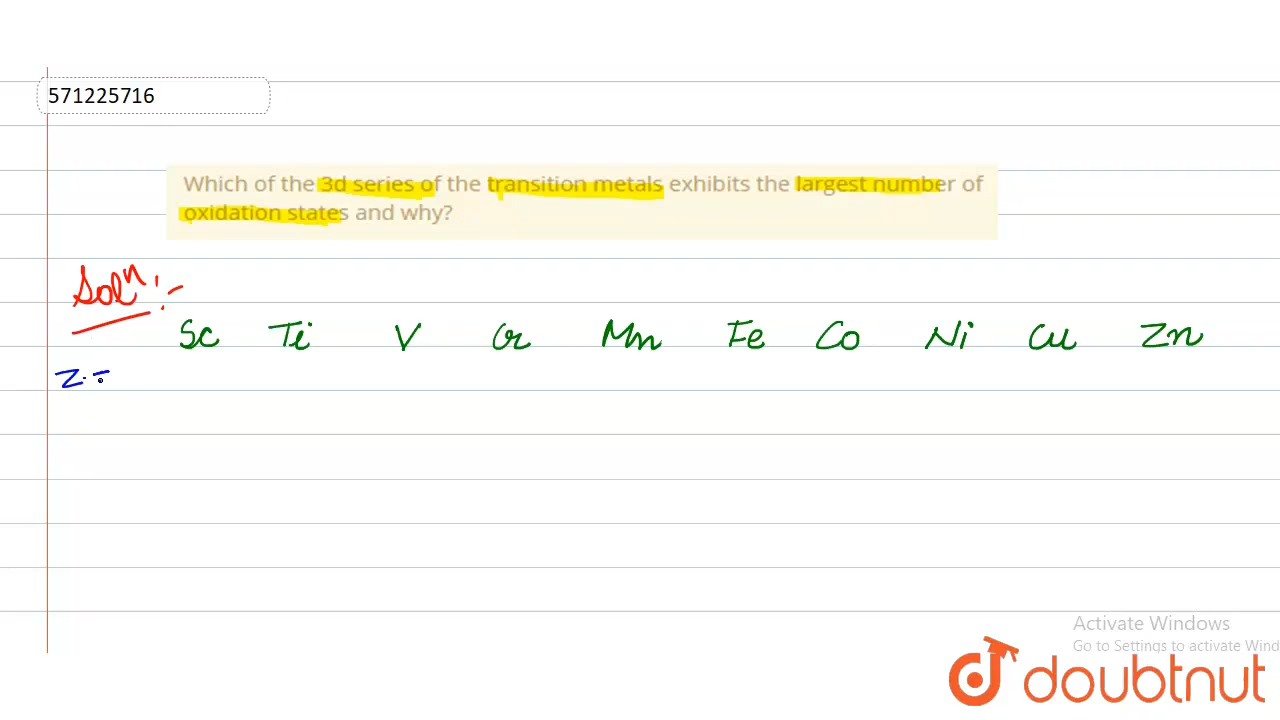 571225716
Which of the 3d series of the transition metals exhibits the largest number of
oxidation states and why?
Solⁿ :-
Sc Ti V Cr Mn Fe Co Ni Cu Zn
Z =
Activate Windows
Go to Settings to activate Wind
doubtnut